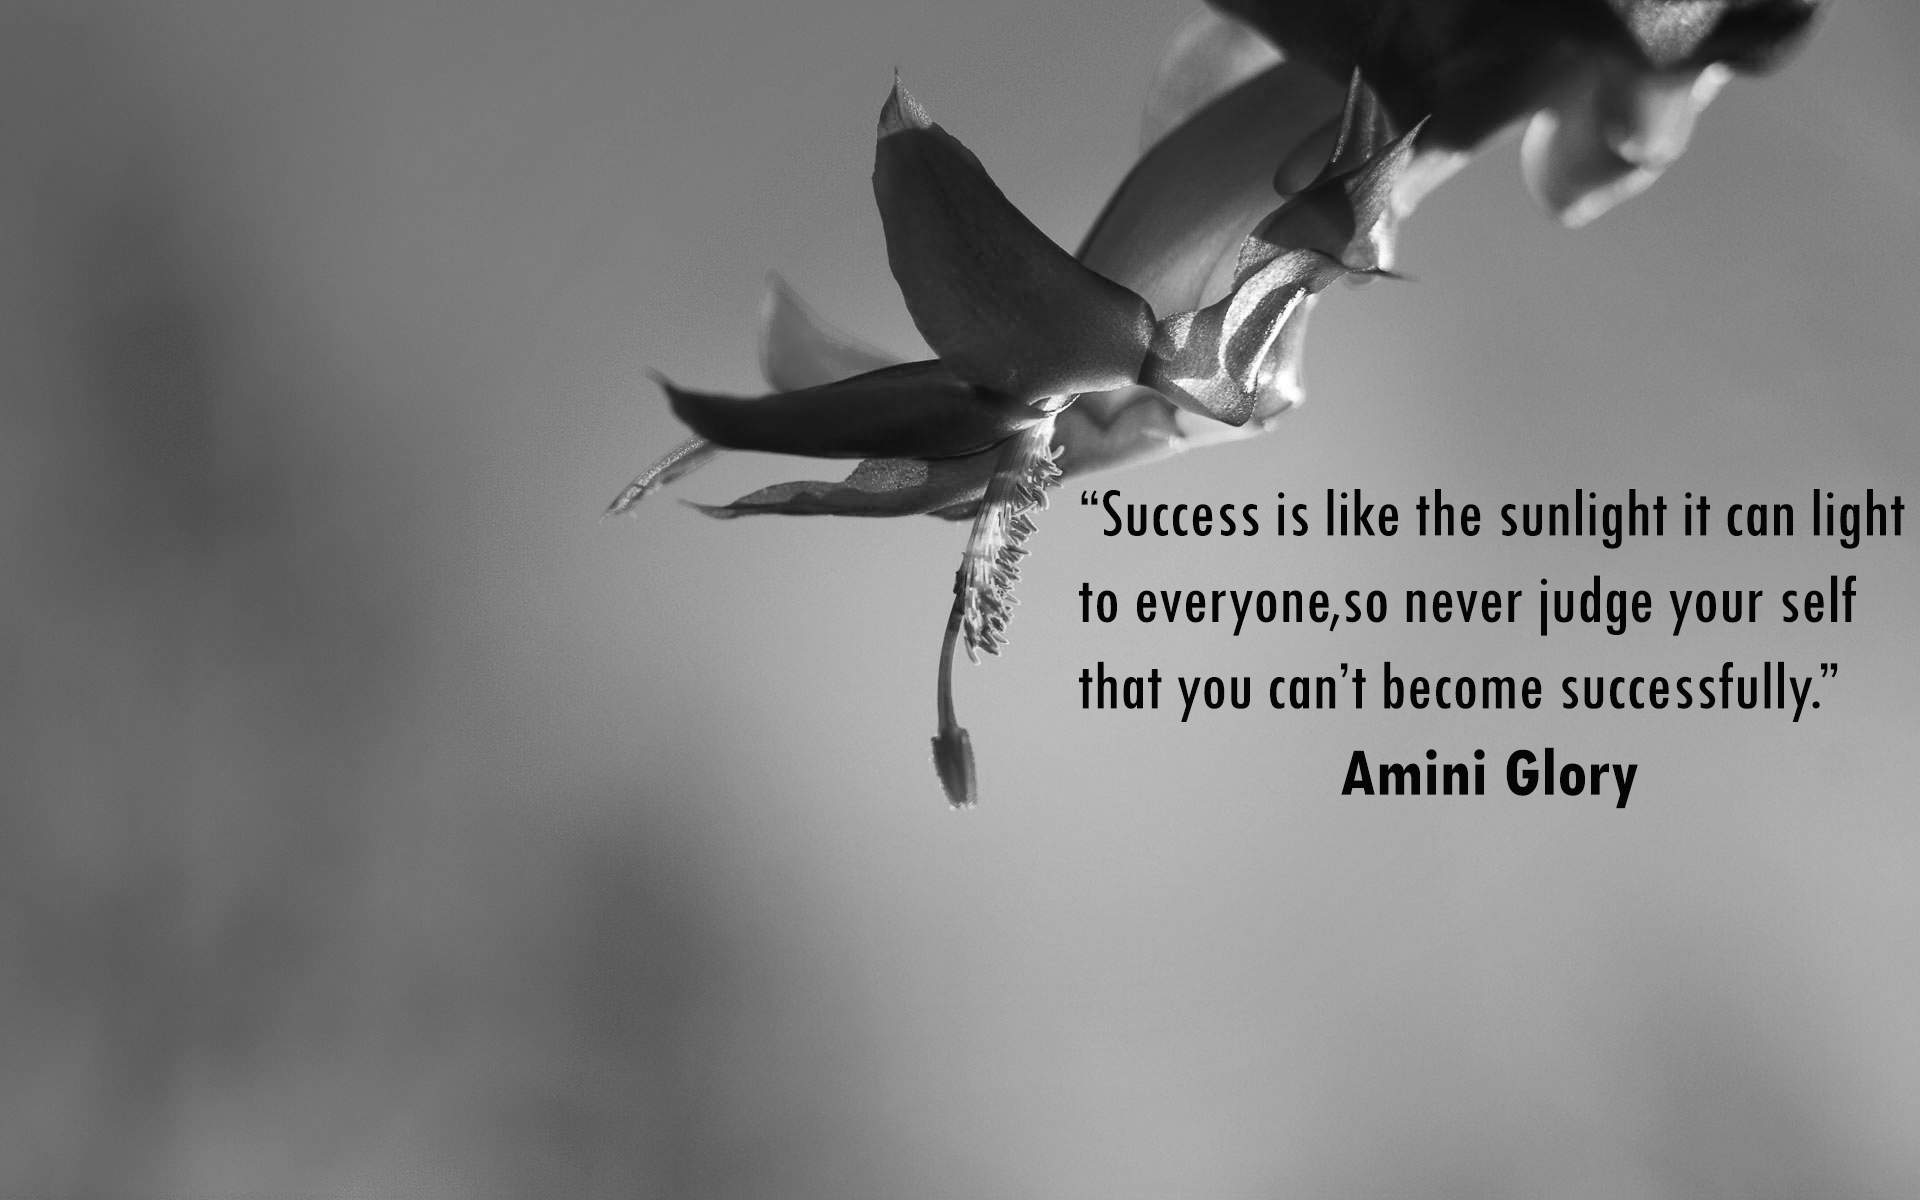 “Success is like the sunlight it can light
to everyone,so never judge your self
that you can’t become successfully.”
Amini Glory